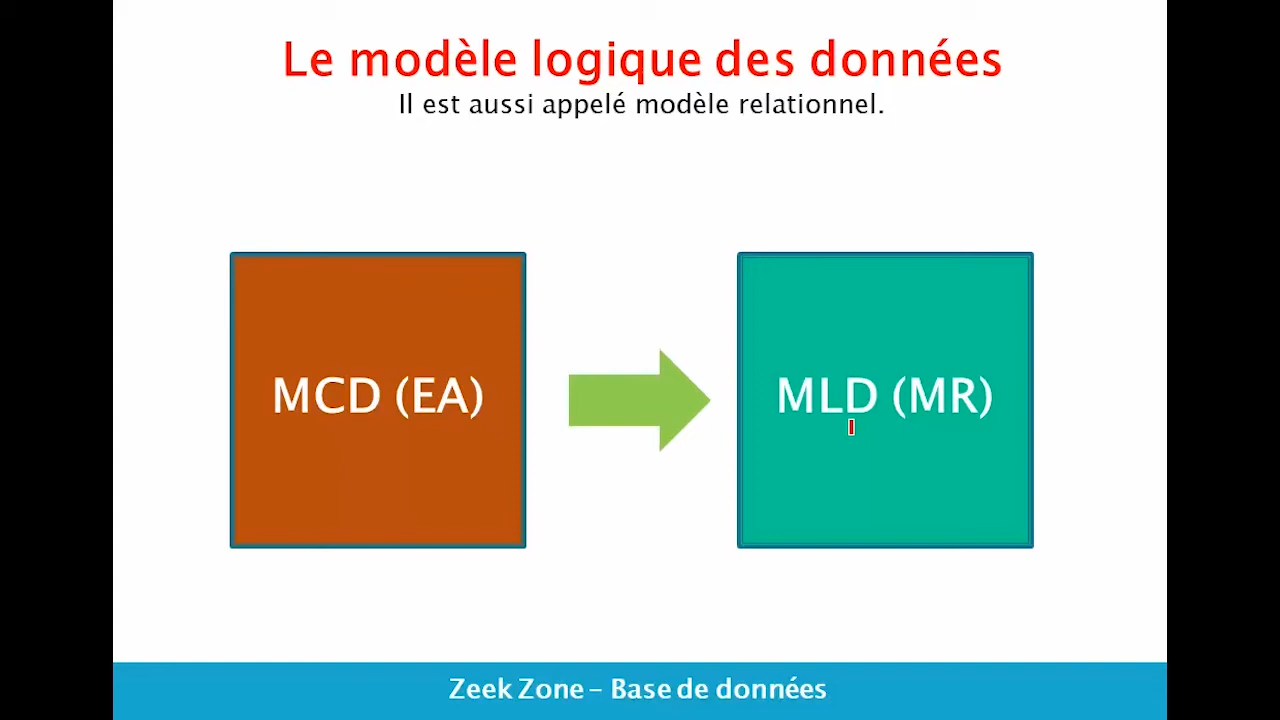 Le modèle logique des données
Il est aussi appelé modèle relationnel.
MCD (EA)
MLD (MR)
Zeek Zone – Base de données